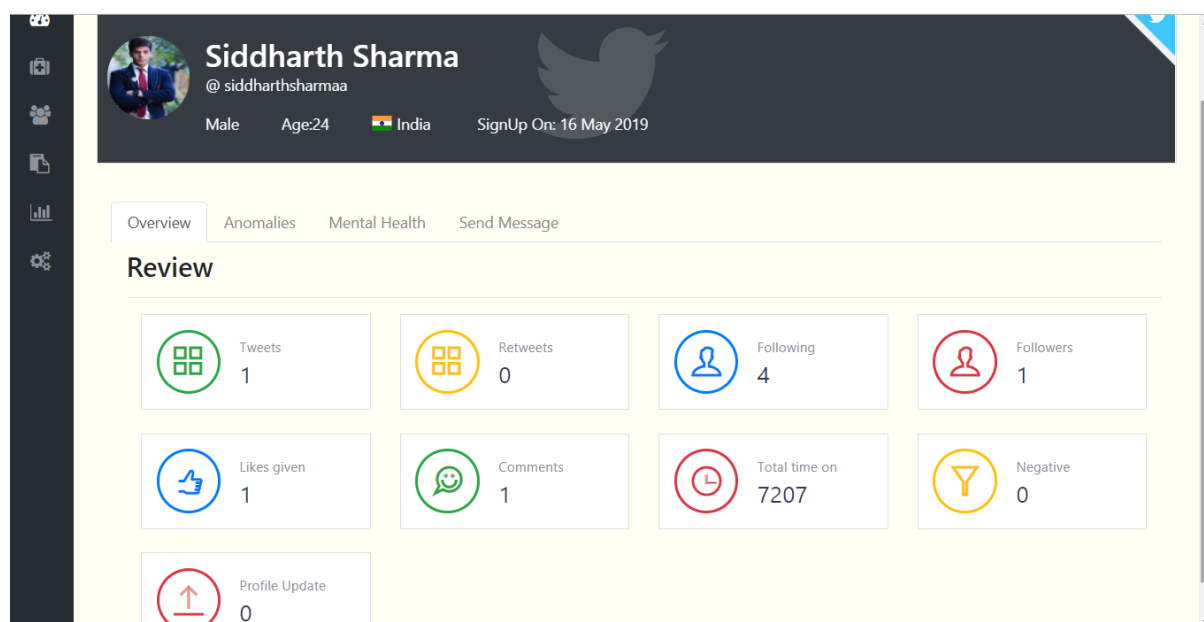 Siddharth Sharma
@ siddharthsharmaa
Male Age:24 India SignUp On: 16 May 2019
Overview Anomalies Mental Health Send Message
Review
Tweets
1
Retweets
0
Following
4
Followers
1
Likes given
1
Comments
1
Total time on
7207
Negative
0
Profile Update
0